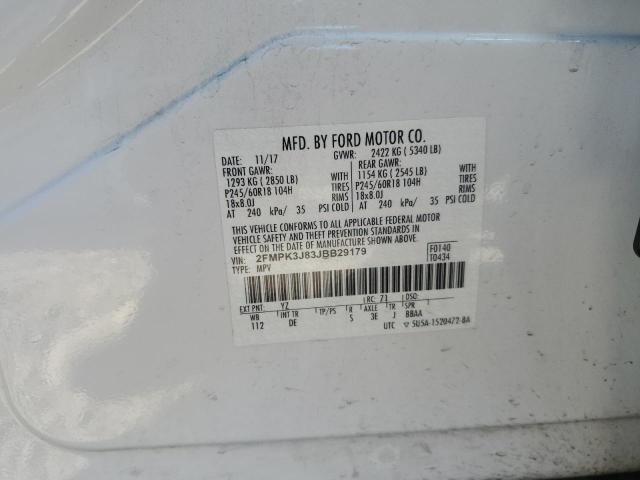 MFD. BY FORD MOTOR CO.
DATE: 11/17 GVWR: 2422 KG ( 5340 LB)
FRONT GAWR: REAR GAWR:
1293 KG ( 2850 LB) 1154 KG ( 2545 LB)
P245/60R18 104H P245/60R18 104H
18x8.0J RIMS 18x8.0J RIMS
AT 240 kPa/ 35 PSI COLD AT 240 kPa/ 35 PSI COLD
THIS VEHICLE CONFORMS TO ALL APPLICABLE FEDERAL MOTOR
VEHICLE SAFETY AND THEFT PREVENTION STANDARDS IN
EFFECT ON THE DATE OF MANUFACTURE SHOWN ABOVE.
VIN: 2FMPK3J83JBB29179 F0140
TYPE: MPV T0434
EXT PNT: YZ RC: 71 DSO:
WB INT TR TP/PS R AXLE TR SPR
112 DE S 3E J BBAA
UTC ▽ 5U5A-1520472-BA